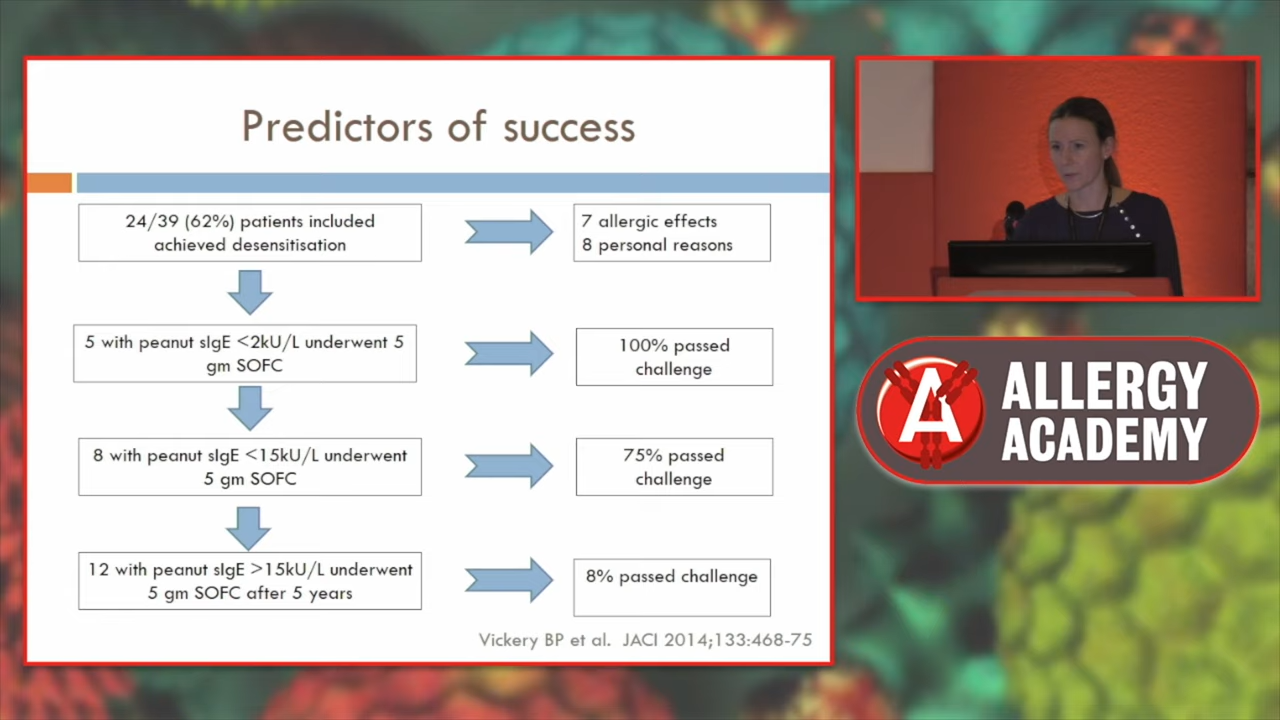 Predictors of success
24/39 (62%) patients included
achieved desensitisation
7 allergic effects
8 personal reasons
5 with peanut sIgE <2kU/L underwent 5
gm SOFC
100% passed
challenge
8 with peanut sIgE <15kU/L underwent
5 gm SOFC
75% passed
challenge
12 with peanut sIgE >15kU/L underwent
5 gm SOFC after 5 years
8% passed challenge
Vickery BP et al. JACI 2014;133:468-75
A
ALLERGY
ACADEMY